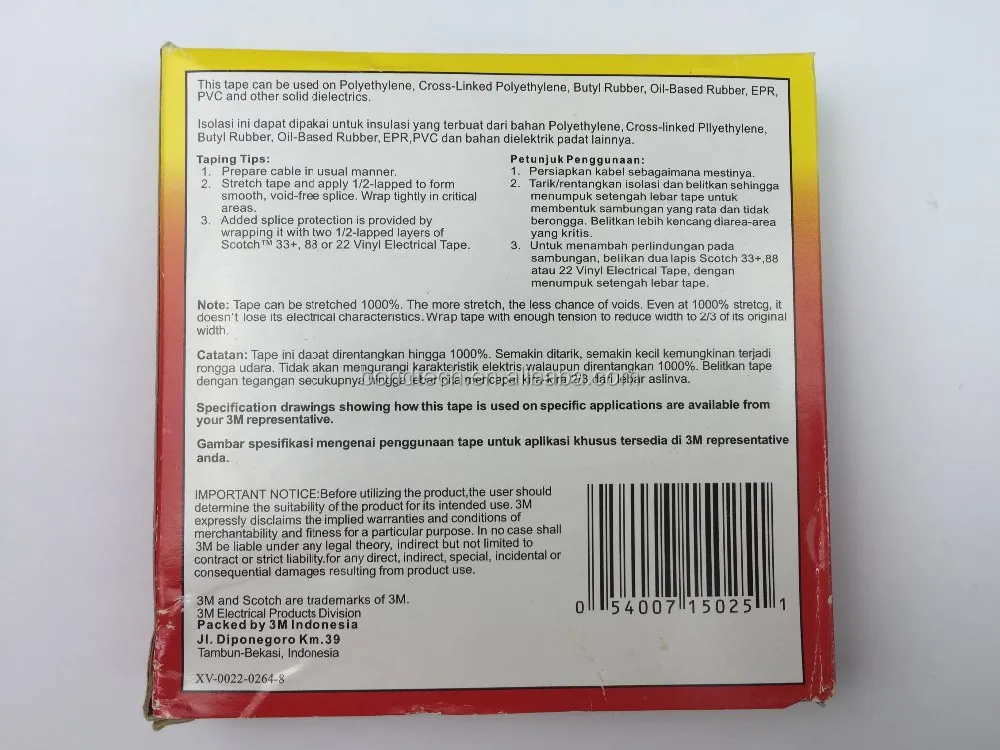 This tape can be used on Polyethylene, Cross-Linked Polyethylene, Butyl Rubber, Oil-Based Rubber, EPR,
PVC and other solid dielectrics.
Isolasi ini dapat dipakai untuk insulasi yang terbuat dari bahan Polyethylene, Cross-linked Pllyethylene,
Butyl Rubber, Oil-Based Rubber, EPR,PVC dan bahan dielektrik padat lainnya.
Taping Tips:
1. Prepare cable in usual manner.
2. Stretch tape and apply 1/2-lapped to form
smooth, void-free splice. Wrap tightly in critical
areas.
3. Added splice protection is provided by
wrapping it with two 1/2-lapped layers of
Scotch™ 33+, 88 or 22 Vinyl Electrical Tape.
Petunjuk Penggunaan:
1. Persiapkan kabel sebagaimana mestinya.
2. Tarik/rentangkan isolasi dan belitkan sehingga
menumpuk setengah lebar tape untuk
membentuk sambungan yang rata dan tidak
berongga. Belitkan lebih kencang diarea-area
yang kritis.
3. Untuk menambah perlindungan pada
sambungan, belikan dua lapis Scotch 33+,88
atau 22 Vinyl Electrical Tape, dengan
menumpuk setengah lebar tape.
Note: Tape can be stretched 1000%. The more stretch, the less chance of voids. Even at 1000% stretcg, it
doesn't lose its electrical characteristics. Wrap tape with enough tension to reduce width to 2/3 of its original
width.
Catatan: Tape ini dapat direntangkan hingga 1000%. Semakin ditarik, semakin kecil kemungkinan terjadi
rongga udara. Tidak akan mengurangi karakteristik elektris walaupun direntangkan 1000%. Belitkan tape
dengan tegangan secukupnya hingga lebar pita mencapai kira-kira 2/3 dari lebar aslinva.
Specification drawings showing how this tape is used on specific applications are available from
your 3M representative.
Gambar spesifikasi mengenai penggunaan tape untuk aplikasi khusus tersedia di 3M representative
anda.
IMPORTANT NOTICE:Before utilizing the product,the user should
determine the suitability of the product for its intended use. 3M
expressly disclaims the implied warranties and conditions of
merchantability and fitness for a particular purpose. In no case shall
3M be liable under any legal theory, indirect but not limited to
contract or strict liability.for any direct, indirect, special, incidental or
consequential damages resulting from product use.
0 54007 15025 1
3M and Scotch are trademarks of 3M.
3M Electrical Products Division
Packed by 3M Indonesia
Jl. Diponegoro Km.39
Tambun-Bekasi, Indonesia
XV-0022-0264-8